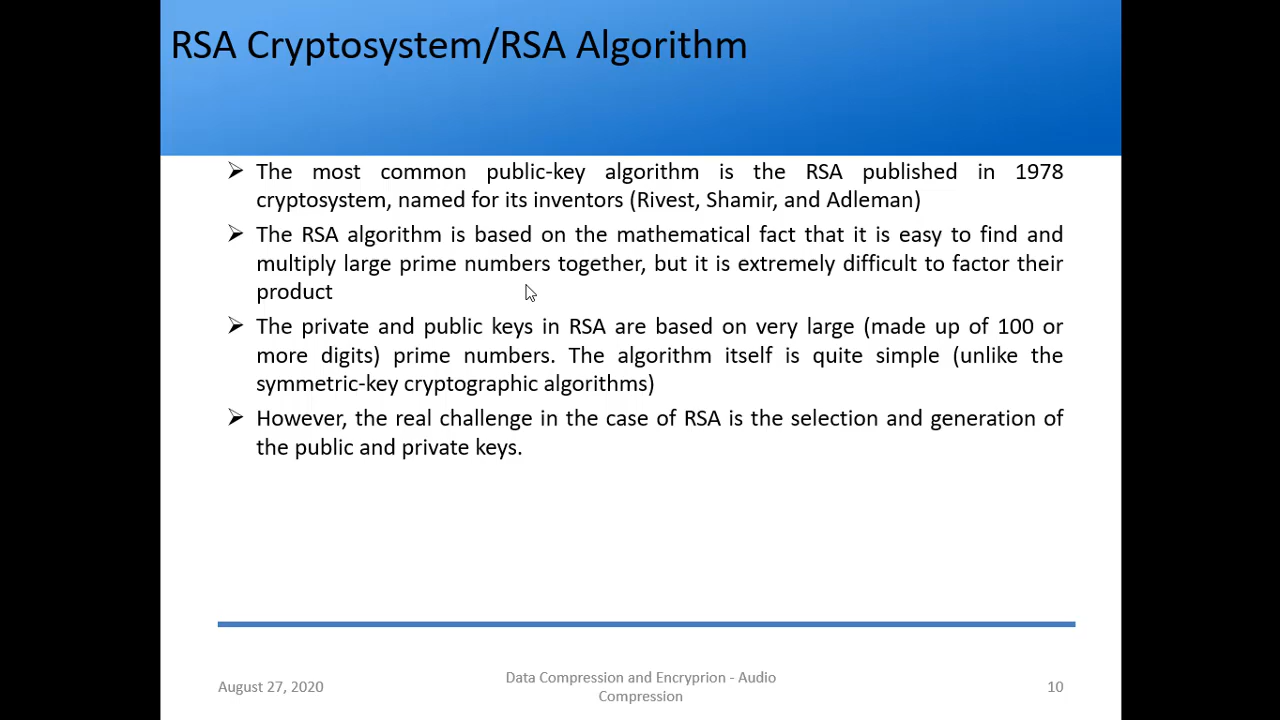 RSA Cryptosystem/RSA Algorithm
The most common public-key algorithm is the RSA published in 1978
cryptosystem, named for its inventors (Rivest, Shamir, and Adleman)
The RSA algorithm is based on the mathematical fact that it is easy to find and
multiply large prime numbers together, but it is extremely difficult to factor their
product
The private and public keys in RSA are based on very large (made up of 100 or
more digits) prime numbers. The algorithm itself is quite simple (unlike the
symmetric-key cryptographic algorithms)
However, the real challenge in the case of RSA is the selection and generation of
the public and private keys.
August 27, 2020
Data Compression and Encryprion - Audio
Compression
10